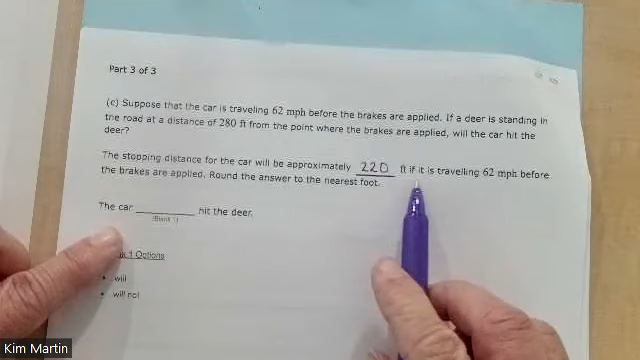 Part 3 of 3
(c) Suppose that the car is traveling 62 mph before the brakes are applied. If a deer is standing in
the road at a distance of 280 ft from the point where the brakes are applied, will the car hit the
deer?
The stopping distance for the car will be approximately 220 ft if it is travelling 62 mph before
the brakes are applied. Round the answer to the nearest foot.
The car ________ hit the deer.
(Blank 1)
k 1 Options
• will
• will not
Kim Martin